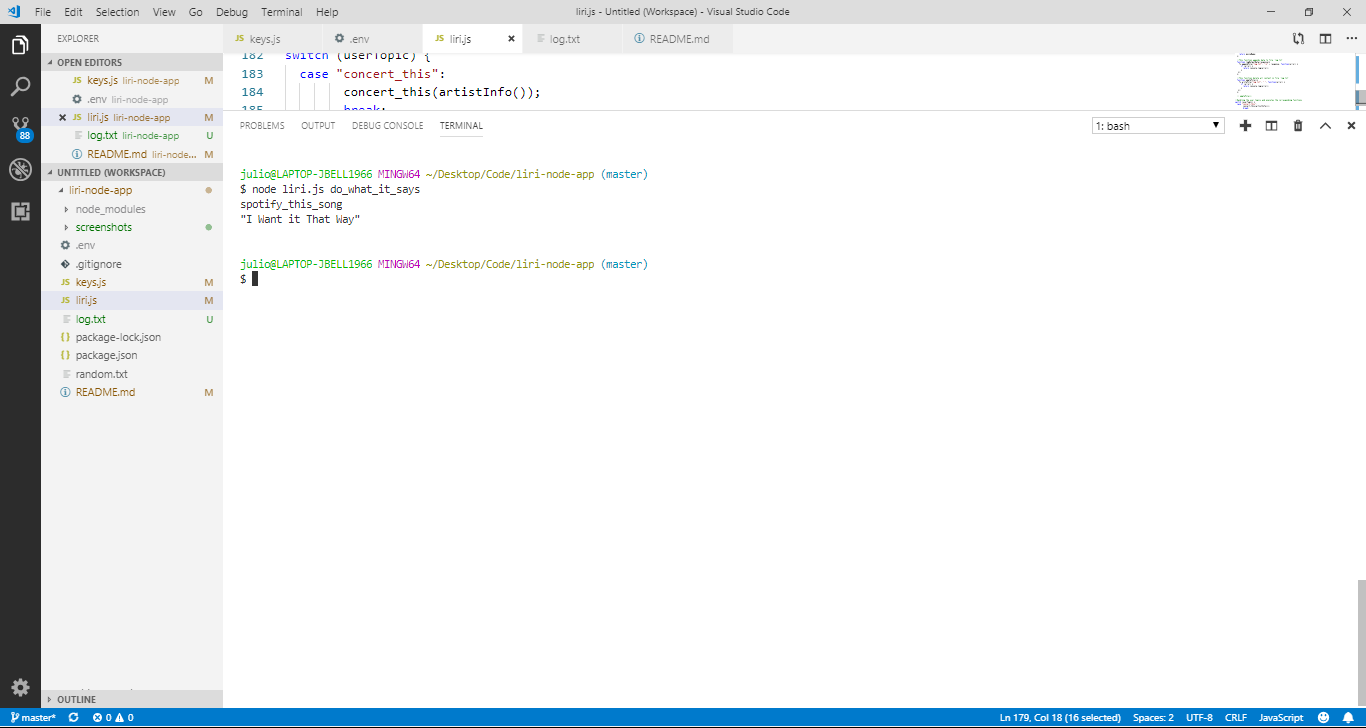 File Edit Selection View Go Debug Terminal Help
liri.js - Untitled (Workspace) - Visual Studio Code
EXPLORER
OPEN EDITORS
JS keys.js liri-node-app M
.env liri-node-app
JS liri.js liri-node-app M
log.txt liri-node-app U
README.md liri-node... M
88
UNTITLED (WORKSPACE)
liri-node-app
node_modules
screenshots
.env
.gitignore
JS keys.js M
JS liri.js M
log.txt U
{ } package-lock.json
{ } package.json
random.txt
README.md M
OUTLINE
JS keys.js .env JS liri.js log.txt README.md
182 switch (userTopic) {
183 case "concert_this":
184 concert_this(artistInfo());
185 break;
PROBLEMS OUTPUT DEBUG CONSOLE TERMINAL
1: bash
julio@LAPTOP-JBELL1966 MINGW64 ~/Desktop/Code/liri-node-app (master)
$ node liri.js do_what_it_says
spotify_this_song
"I Want it That Way"
julio@LAPTOP-JBELL1966 MINGW64 ~/Desktop/Code/liri-node-app (master)
$
master* 0 0
Ln 179, Col 18 (16 selected) Spaces: 2 UTF-8 CRLF JavaScript